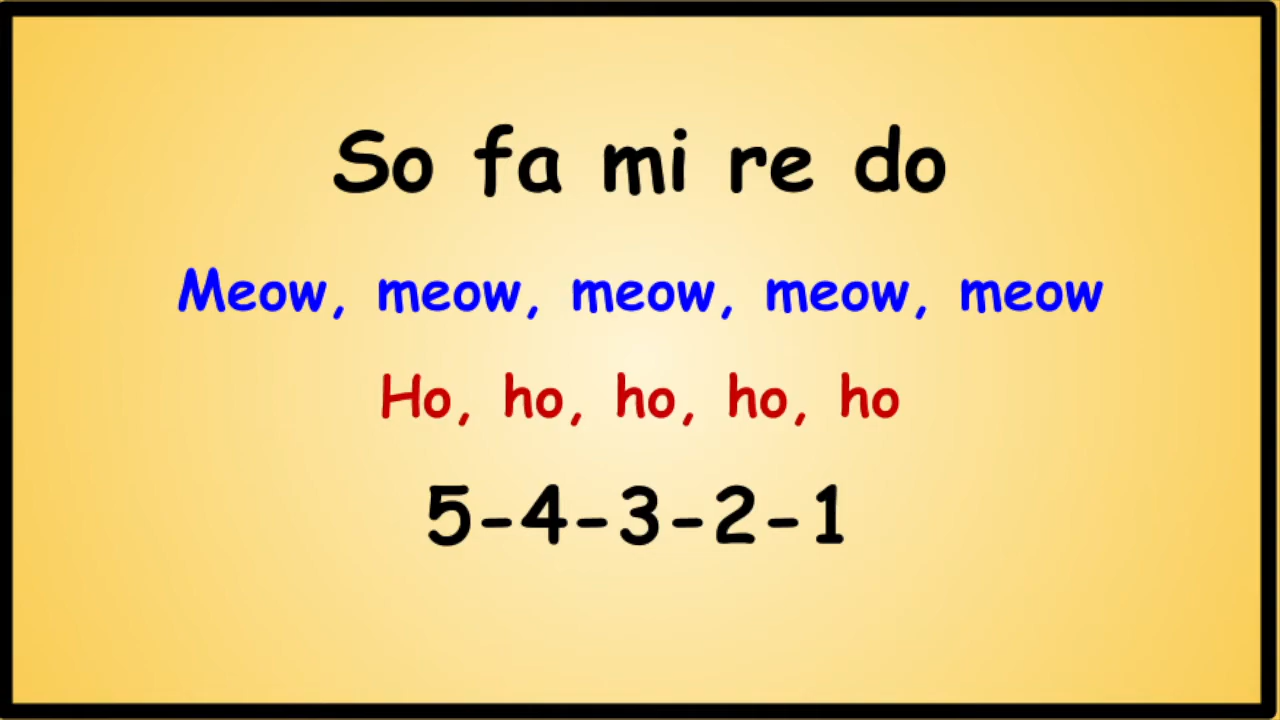 So fa mi re do
Meow, meow, meow, meow, meow
Ho, ho, ho, ho, ho
5-4-3-2-1